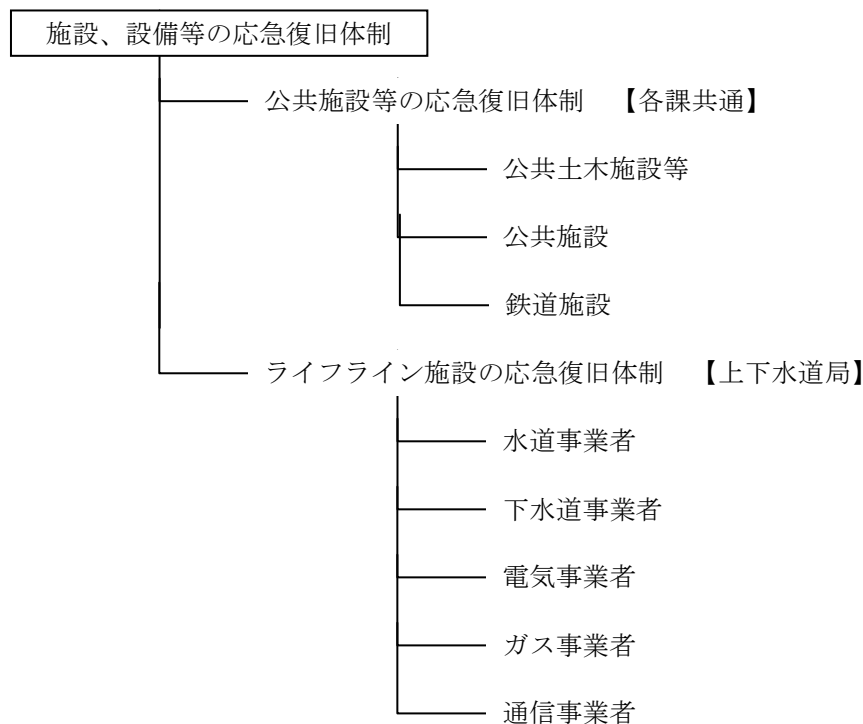 施設、設備等の応急復旧体制
公共施設等の応急復旧体制　【各課共通】
公共土木施設等
公共施設
鉄道施設
ライフライン施設の応急復旧体制　【上下水道局】
水道事業者
下水道事業者
電気事業者
ガス事業者
通信事業者